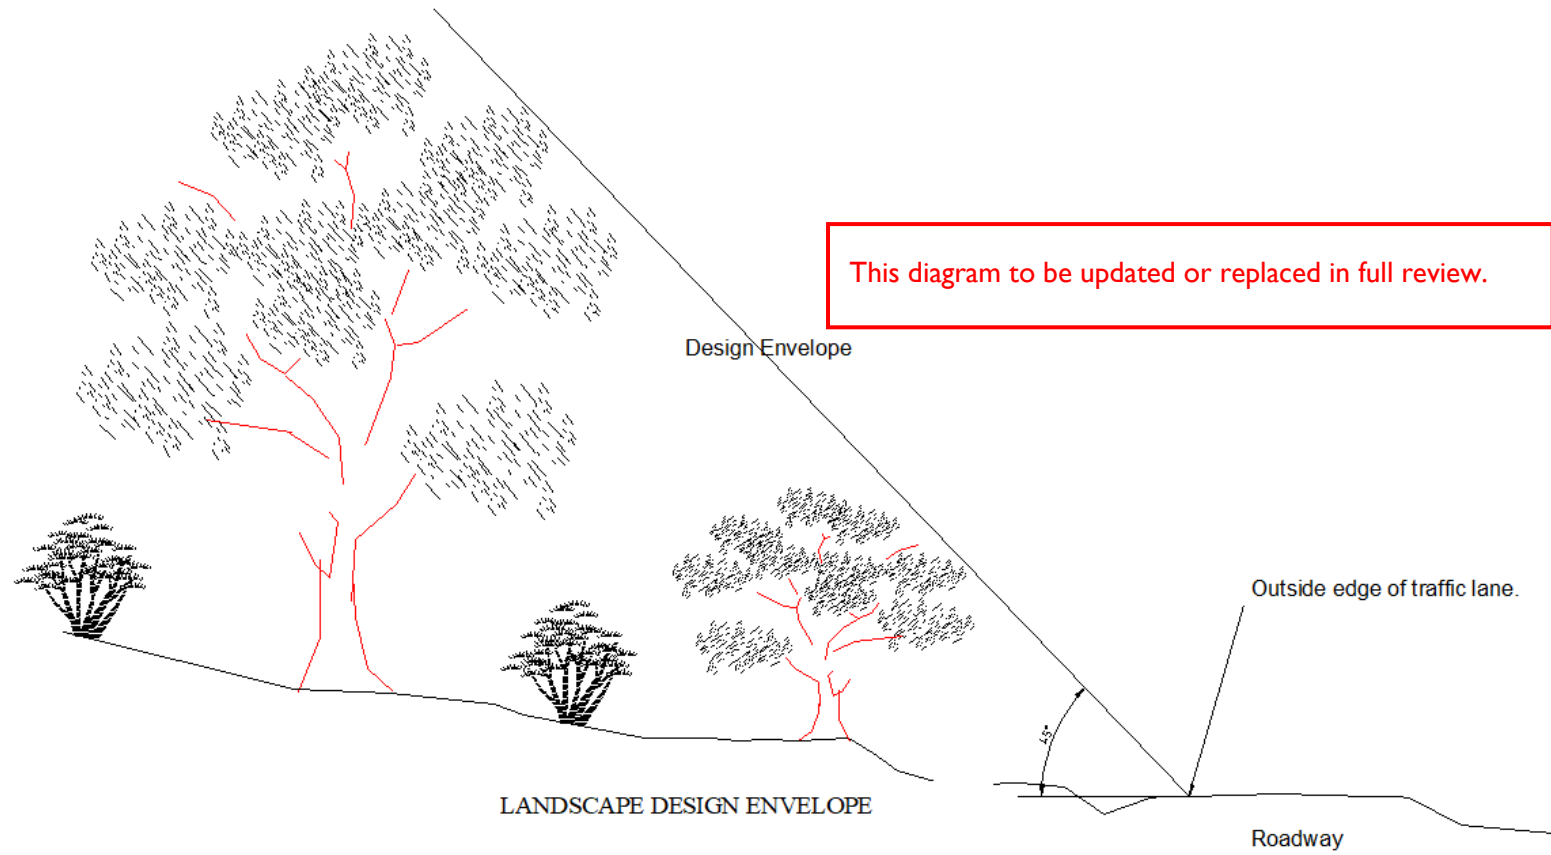 This diagram to be updated or replaced in full review.
Design Envelope
Outside edge of traffic lane.
45°
LANDSCAPE DESIGN ENVELOPE
Roadway